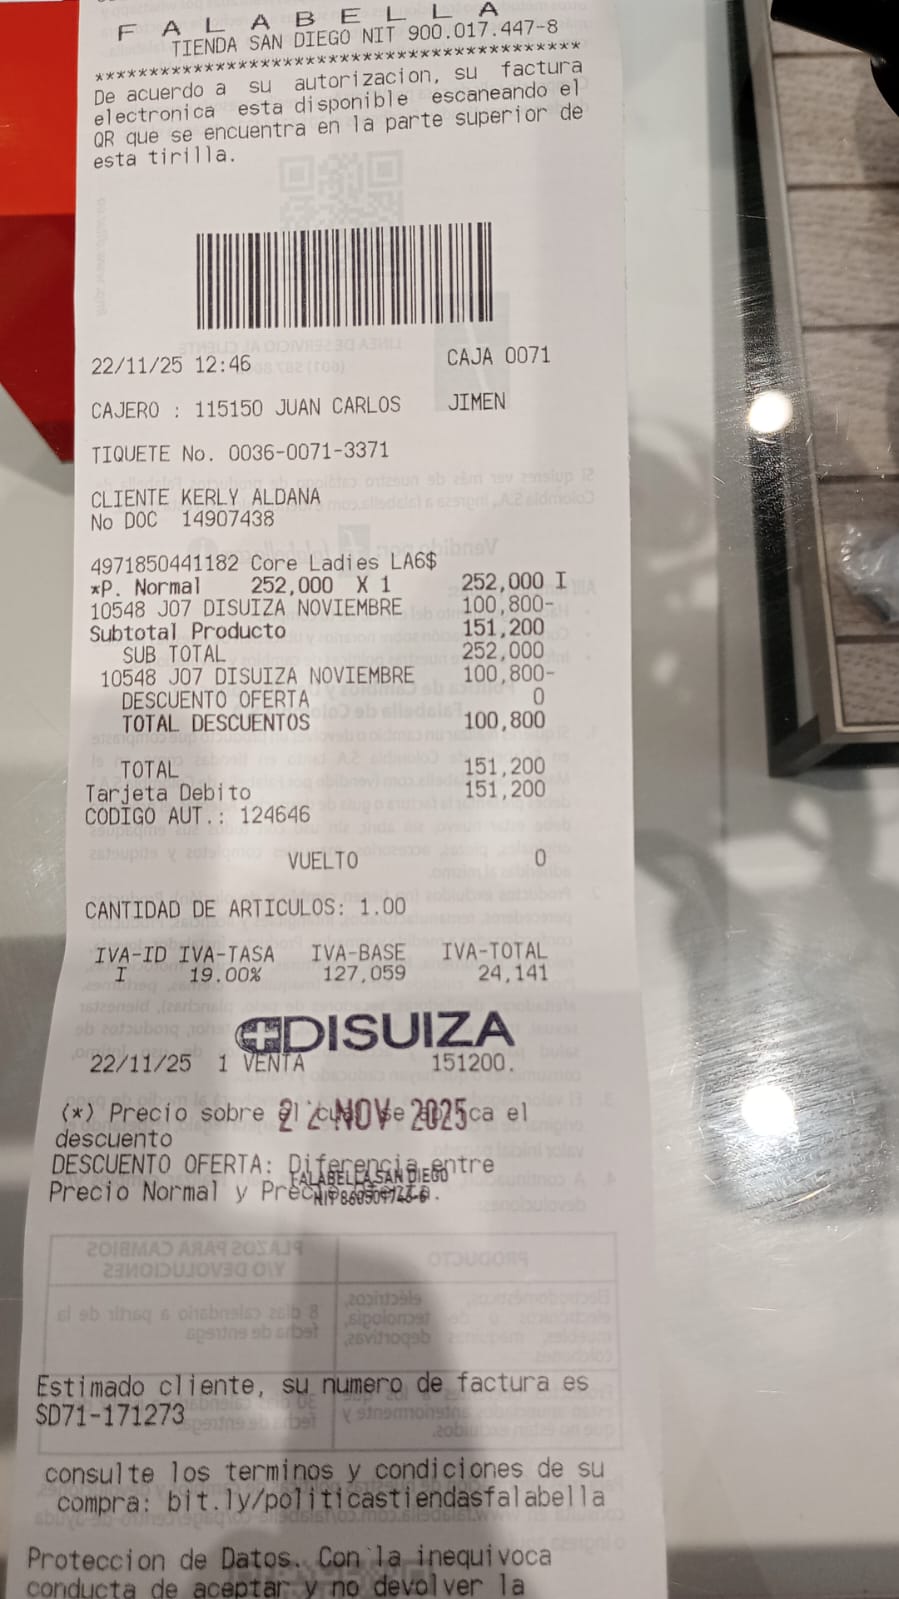 F A L A B E L L A
TIENDA SAN DIEGO NIT 900.017.447-8
*********************************************
De acuerdo a su autorizacion, su factura
electronica esta disponible escaneando el
QR que se encuentra en la parte superior de
esta tirilla.
22/11/25 12:46 CAJA 0071
CAJERO : 115150 JUAN CARLOS JIMEN
TIQUETE No. 0036-0071-3371
CLIENTE KERLY ALDANA
No DOC 14907438
4971850441182 Core Ladies LA6$
*P. Normal 252,000 X 1 252,000 I
10548 J07 DISUIZA NOVIEMBRE 100,800-
Subtotal Producto 151,200
SUB TOTAL 252,000
10548 J07 DISUIZA NOVIEMBRE 100,800-
DESCUENTO OFERTA 0
TOTAL DESCUENTOS 100,800
TOTAL 151,200
Tarjeta Debito 151,200
CODIGO AUT.: 124646
VUELTO 0
CANTIDAD DE ARTICULOS: 1.00
IVA-ID IVA-TASA IVA-BASE IVA-TOTAL
I 19.00% 127,059 24,141
DISUIZA
22/11/25 1 VENTA 151200.
(*) Precio sobre el cual se aplica el
22 NOV 2025
descuento
DESCUENTO OFERTA: Diferencia entre
FALABELLA SAN DIEGO
Precio Normal y Precio Oferta.
NIT
Estimado cliente, su numero de factura es
SD71-171273
consulte los terminos y condiciones de su
compra: bit.ly/politicastiendasfalabella
Proteccion de Datos. Con la inequivoca
conducta de aceptar y no devolver la